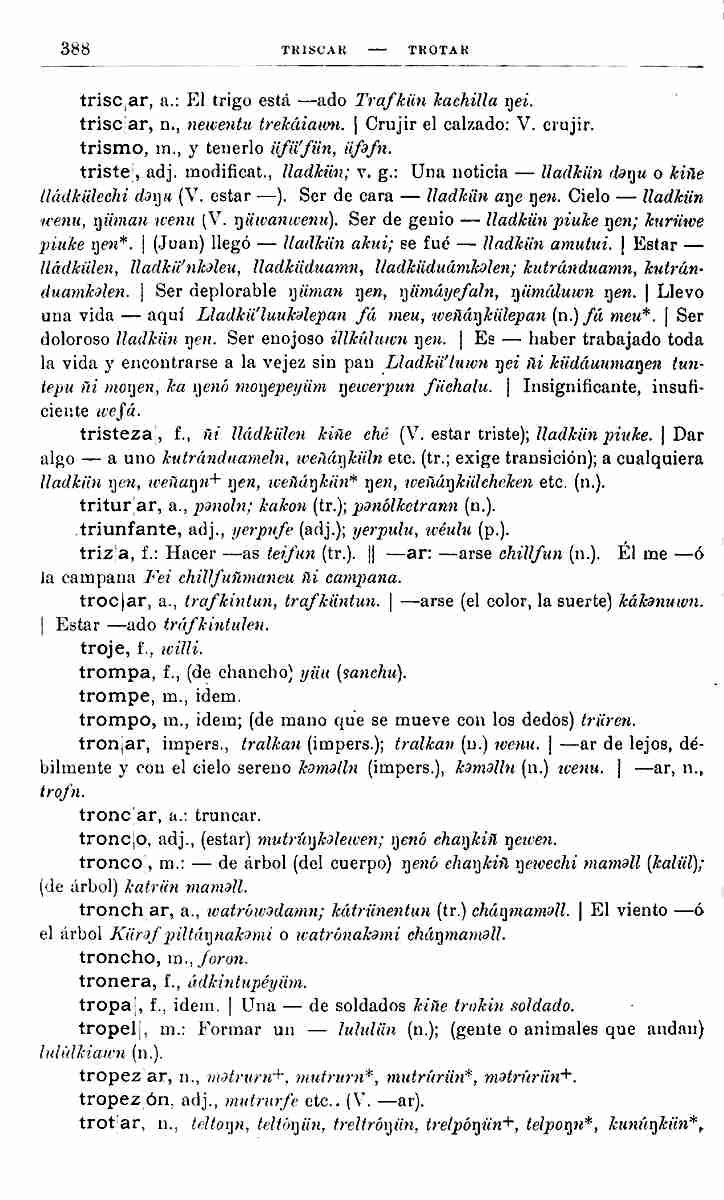 388 TRISCAR — TROTAR
trisc¦ar, a.: El trigo está —ado Trafkün kachilla ŋei.
trisc¦ar, n., newentu trekáiawn. | Crujir el calzado: V. crujir.
trismo, m., y tenerlo üfü'fün, üfəfn.
triste¦, adj. modificat., lladkün; v. g.: Una noticia — lladkün dəŋu o kiñe
lládkülechi dəŋu (V. estar —). Ser de cara — lladkün aŋe ŋen. Cielo — lladkün
wenu, ŋüman wenu (V. ŋüwanwenu). Ser de genio — lladkün piuke ŋen; kurüwe
piuke ŋen*. | (Juan) llegó — lladkün akui; se fué — lladkün amutui. | Estar —
lládkülen, lladkü'nkəleu, lladküduamn, lladküduámkəlen; kutránduamn, kutrán-
duamkəlen. | Ser deplorable ŋüman ŋen, ŋümáyefaln, ŋümáluwn ŋen. | Llevo
una vida — aquí Lladkü'luukəlepan fá meu, weñáŋkülepan (n.) fá meu*. | Ser
doloroso lladkün ŋen. Ser enojoso illkúluwn ŋen. | Es — haber trabajado toda
la vida y encontrarse a la vejez sin pan Lladkü'luwn ŋei ñi küdáuumaŋen tun-
tepu ñi moŋen, ka ŋenó moŋepeyüm ŋewerpun füchalu. | Insignificante, insufi-
ciente wefá.
tristeza¦, f., ñi lládkülen kiñe ché (V. estar triste); lladkün piuke. | Dar
algo — a uno kutránduameln, weñáŋküln etc. (tr.; exige transición); a cualquiera
lladkün ŋen, weñaŋn+ ŋen, weñáŋkün* ŋen, weñáŋkülcheken etc. (n.).
tritur¦ar, a., pənoln; kakon (tr.); pənólketrann (n.).
triunfante, adj., yerpufe (adj.); yerpulu, wéulu (p.).
triz¦a, f.: Hacer —as teifun (tr.). || —ar: —arse chillfun (n.). Él me —ó
la campana Fei chillfuñmaneu ñi campana.
troc|ar, a., trafkintun, trafküntun. | —arse (el color, la suerte) kákənuwn.
| Estar —ado tráfkintulen.
troje, f., willi.
trompa, f., (de chancho) yüu (sanchu).
trompe, m., idem.
trompo, m., idem; (de mano que se mueve con los dedos) trüren.
tron¦ar, impers., tralkan (impers.); tralkan (n.) wenu. | —ar de lejos, dé-
bilmente y con el cielo sereno kəməlln (impers.), kəməlln (n.) wenu. | —ar, n.,
trofn.
tronc¦ar, a.: truncar.
tronc|o, adj., (estar) mutrúŋkəlewen; ŋenó chaŋkiñ ŋewen.
tronco¦, m.: — de árbol (del cuerpo) ŋenó chaŋkiñ ŋewechi maməll (kalül);
(de árbol) katrün maməll.
tronch¦ar, a., watrówədamn; kátrünentun (tr.) cháŋmaməll. | El viento —ó
el árbol Kürəf piltáŋnakəmi o watrónakəmi cháŋmaməll.
troncho, m., foron.
tronera, f., ádkintupéyüm.
tropa¦, f., idem. | Una — de soldados kiñe trokin soldado.
tropel¦, m.: Formar un — lululün (n.); (gente o animales que andan)
lulúlkiawn (n.).
tropez¦ar, n., mətrurn+, mutrurn*, mutrúrün*, mətrúrün+.
tropez¦ón, adj., mutrurfe etc.. (V. —ar).
trot¦ar, n., teltoŋn, teltóŋün, treltróŋün, trelpóŋün+, telpoŋn*, kunúŋkün*,